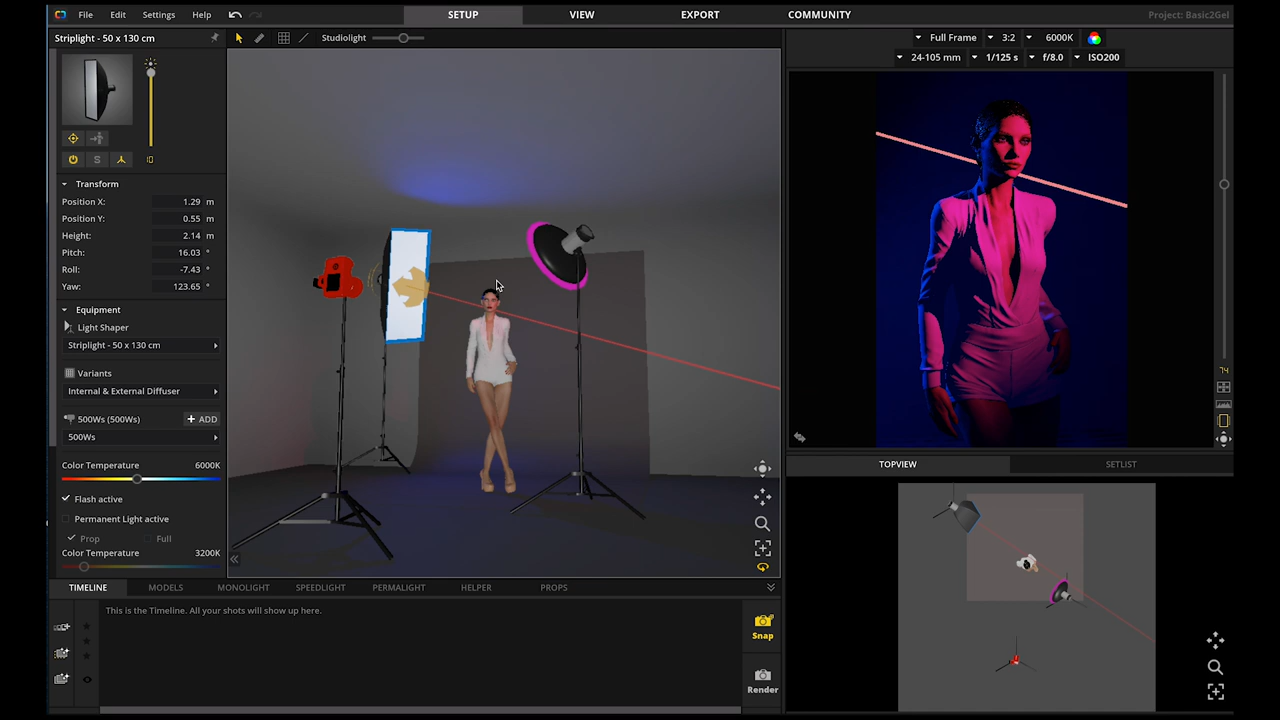 File Edit Settings Help SETUP VIEW EXPORT COMMUNITY Project: Basic2Gel
Striplight - 50 x 130 cm
Studiolight
Full Frame 3:2 6000K
24-105 mm 1/125 s f/8.0 ISO200
S
Transform
Position X: 1.29 m
Position Y: 0.55 m
Height: 2.14 m
Pitch: 16.03 °
Roll: -7.43 °
Yaw: 123.65 °
Equipment
Light Shaper
Striplight - 50 x 130 cm
Variants
Internal & External Diffuser
500Ws (500Ws) + ADD
500Ws
Color Temperature 6000K
Flash active
Permanent Light active
Prop Full
Color Temperature 3200K
74
TOPVIEW SETLIST
TIMELINE MODELS MONOLIGHT SPEEDLIGHT PERMALIGHT HELPER PROPS
This is the Timeline. All your shots will show up here.
Snap
Render